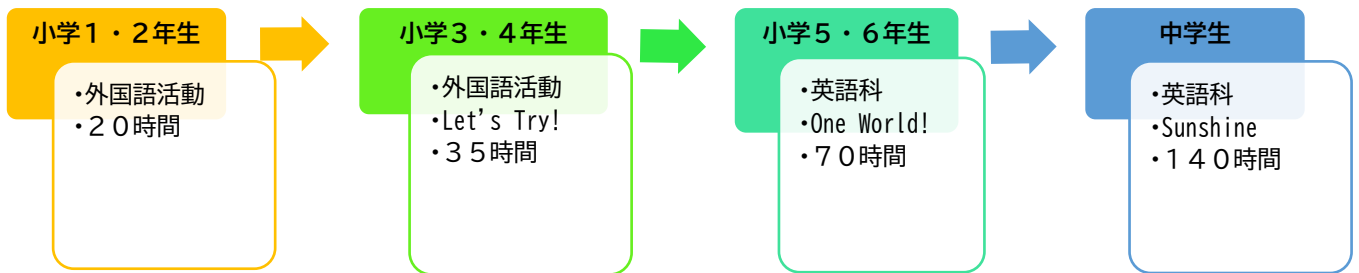 小学１・２年生
・外国語活動
・２０時間
小学３・４年生
・外国語活動
・Let’s Try!
・３５時間
小学５・６年生
・英語科
・One World!
・７０時間
中学生
・英語科
・Sunshine
・１４０時間